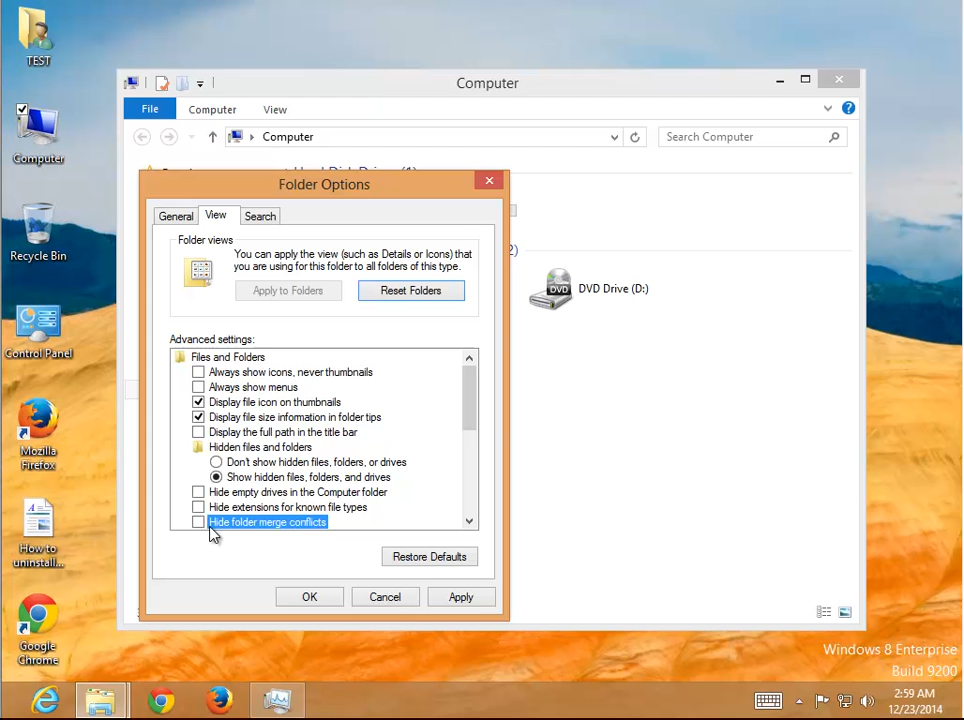 TEST
Computer
Recycle Bin
Control Panel
Mozilla
Firefox
How to
uninstall...
Google
Chrome
Computer
File
Computer
View
Computer
Search Computer
DVD Drive (D:)
Folder Options
General
View
Search
Folder views
You can apply the view (such as Details or Icons) that
you are using for this folder to all folders of this type.
Apply to Folders
Reset Folders
Advanced settings:
Files and Folders
Always show icons, never thumbnails
Always show menus
Display file icon on thumbnails
Display file size information in folder tips
Display the full path in the title bar
Hidden files and folders
Don't show hidden files, folders, or drives
Show hidden files, folders, and drives
Hide empty drives in the Computer folder
Hide extensions for known file types
Hide folder merge conflicts
Restore Defaults
OK
Cancel
Apply
Windows 8 Enterprise
Build 9200
2:59 AM
12/23/2014